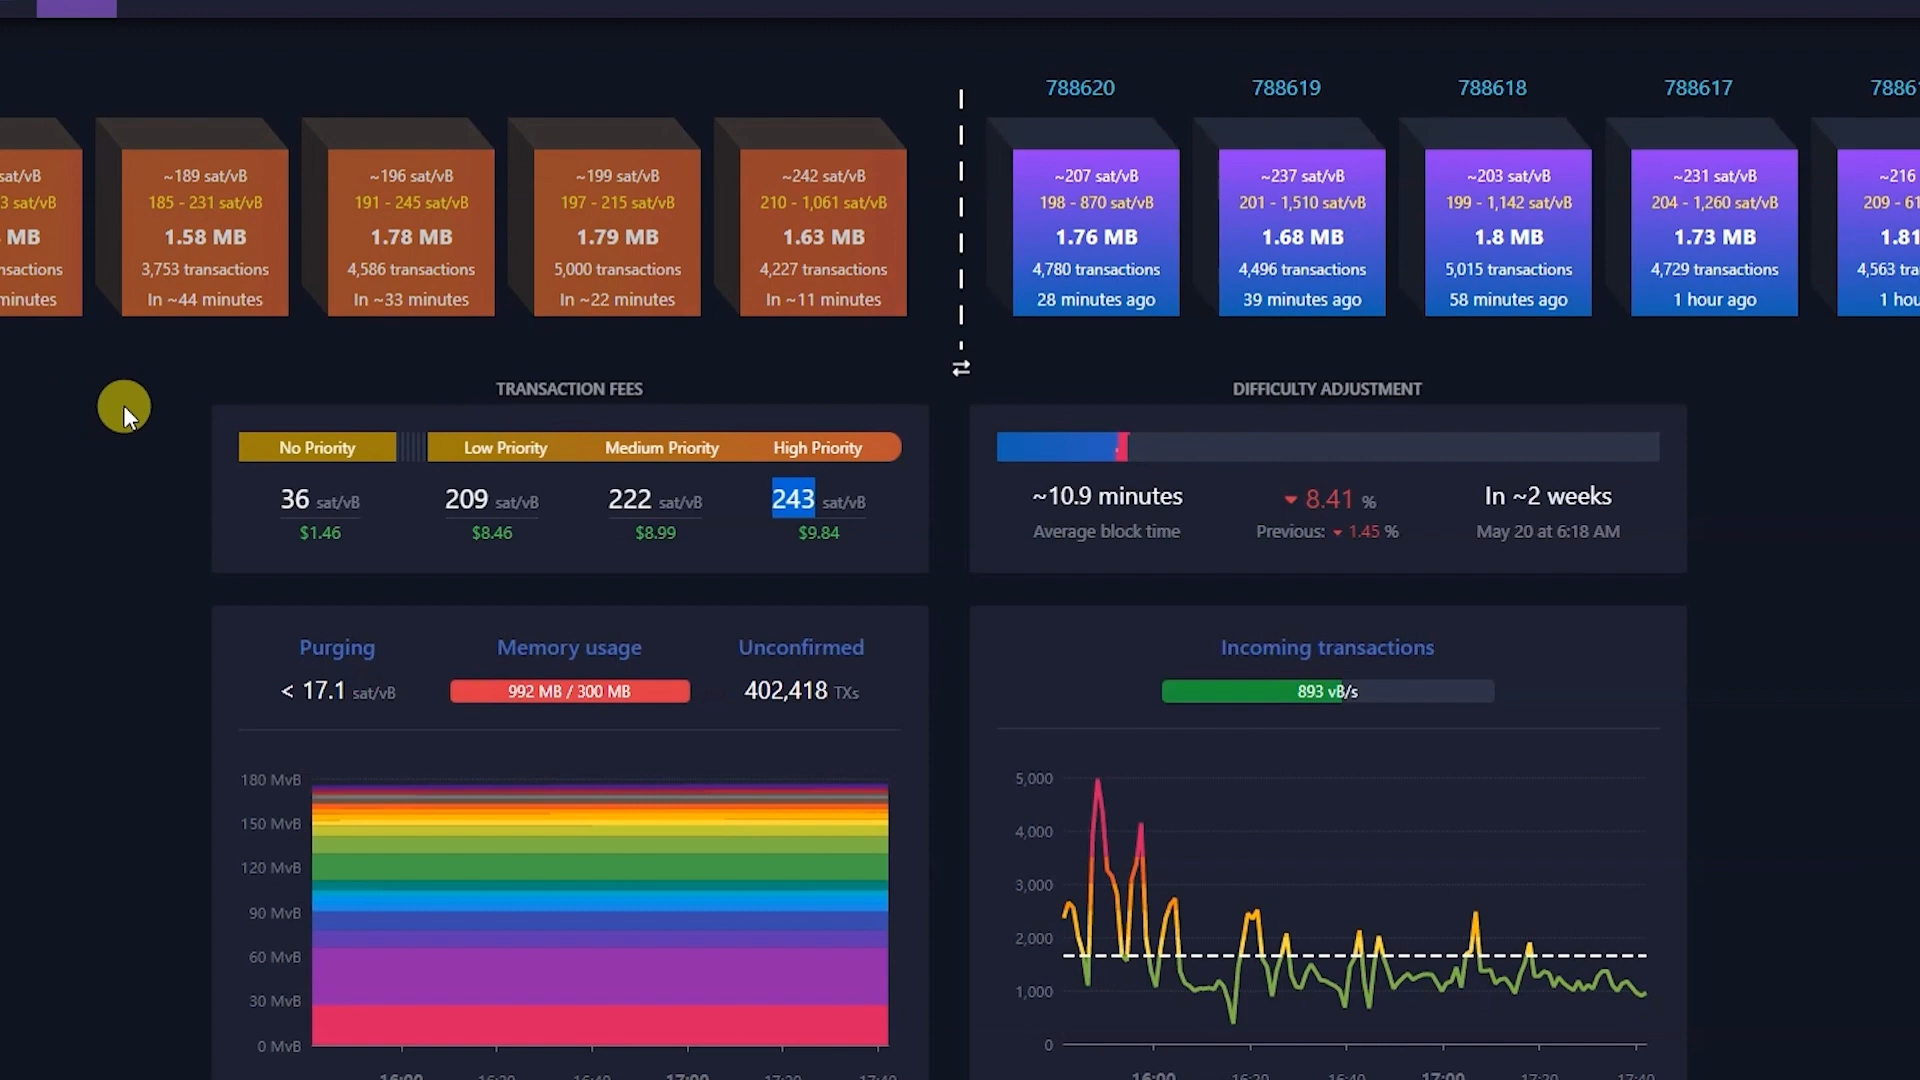 788620
788619
788618
788617
7886
sat/vB
3 sat/vB
MB
nsactions
minutes
~189 sat/vB
185 - 231 sat/vB
1.58 MB
3,753 transactions
In ~44 minutes
~196 sat/vB
191 - 245 sat/vB
1.78 MB
4,586 transactions
In ~33 minutes
~199 sat/vB
197 - 215 sat/vB
1.79 MB
5,000 transactions
In ~22 minutes
~242 sat/vB
210 - 1,061 sat/vB
1.63 MB
4,227 transactions
In ~11 minutes
~207 sat/vB
198 - 870 sat/vB
1.76 MB
4,780 transactions
28 minutes ago
~237 sat/vB
201 - 1,510 sat/vB
1.68 MB
4,496 transactions
39 minutes ago
~203 sat/vB
199 - 1,142 sat/vB
1.8 MB
5,015 transactions
58 minutes ago
~231 sat/vB
204 - 1,260 sat/vB
1.73 MB
4,729 transactions
1 hour ago
~216
209 - 61
1.81
4,563 tra
1 hou
TRANSACTION FEES
No Priority Low Priority Medium Priority High Priority
36 sat/vB 209 sat/vB 222 sat/vB 243 sat/vB
$1.46 $8.46 $8.99 $9.84
DIFFICULTY ADJUSTMENT
~10.9 minutes 8.41 % In ~2 weeks
Average block time Previous: 1.45 % May 20 at 6:18 AM
Purging Memory usage Unconfirmed
< 17.1 sat/vB 992 MB / 300 MB 402,418 TXs
180 MvB
150 MvB
120 MvB
90 MvB
60 MvB
30 MvB
0 MvB
16:00 16:20 16:40 17:00 17:20 17:40
Incoming transactions
893 vB/s
5,000
4,000
3,000
2,000
1,000
0
16:00 16:20 16:40 17:00 17:20 17:40